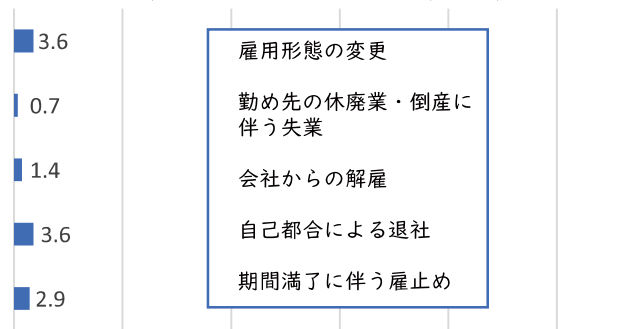 3.6
0.7
1.4
3.6
2.9
雇用形態の変更
勤め先の休廃業・倒産に
伴う失業
会社からの解雇
自己都合による退社
期間満了に伴う雇止め